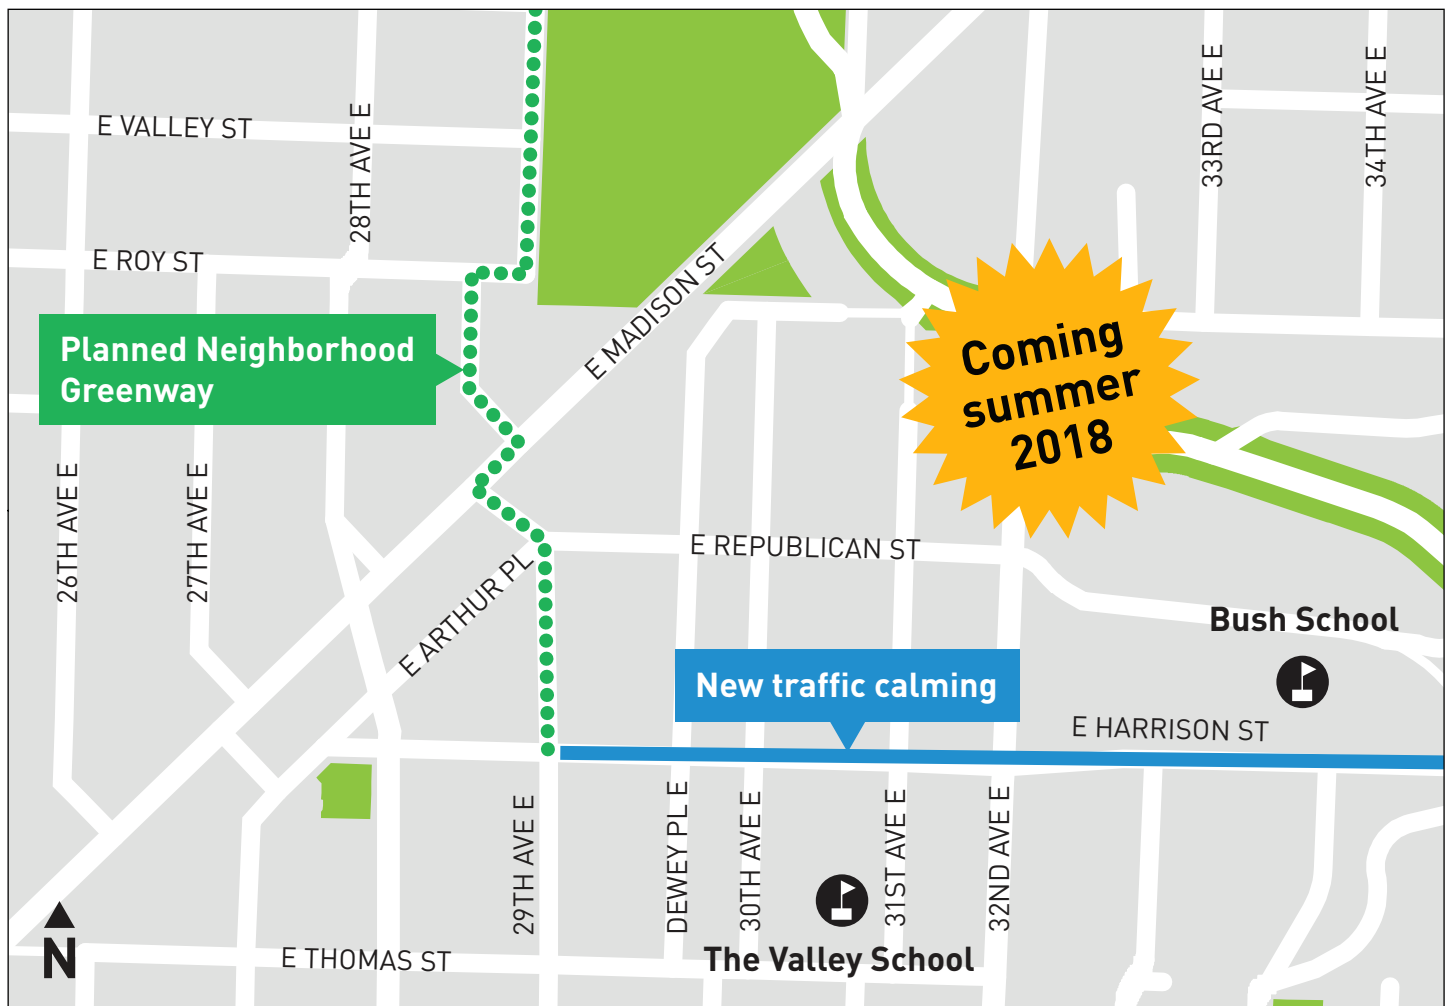 E VALLEY ST
28TH AVE E
33RD AVE E
34TH AVE E
E ROY ST
E MADISON ST
Planned Neighborhood
Greenway
Coming
summer
2018
26TH AVE E
27TH AVE E
E REPUBLICAN ST
E ARTHUR PL
Bush School
New traffic calming
E HARRISON ST
29TH AVE E
DEWEY PL E
30TH AVE E
31ST AVE E
32ND AVE E
N
E THOMAS ST
The Valley School